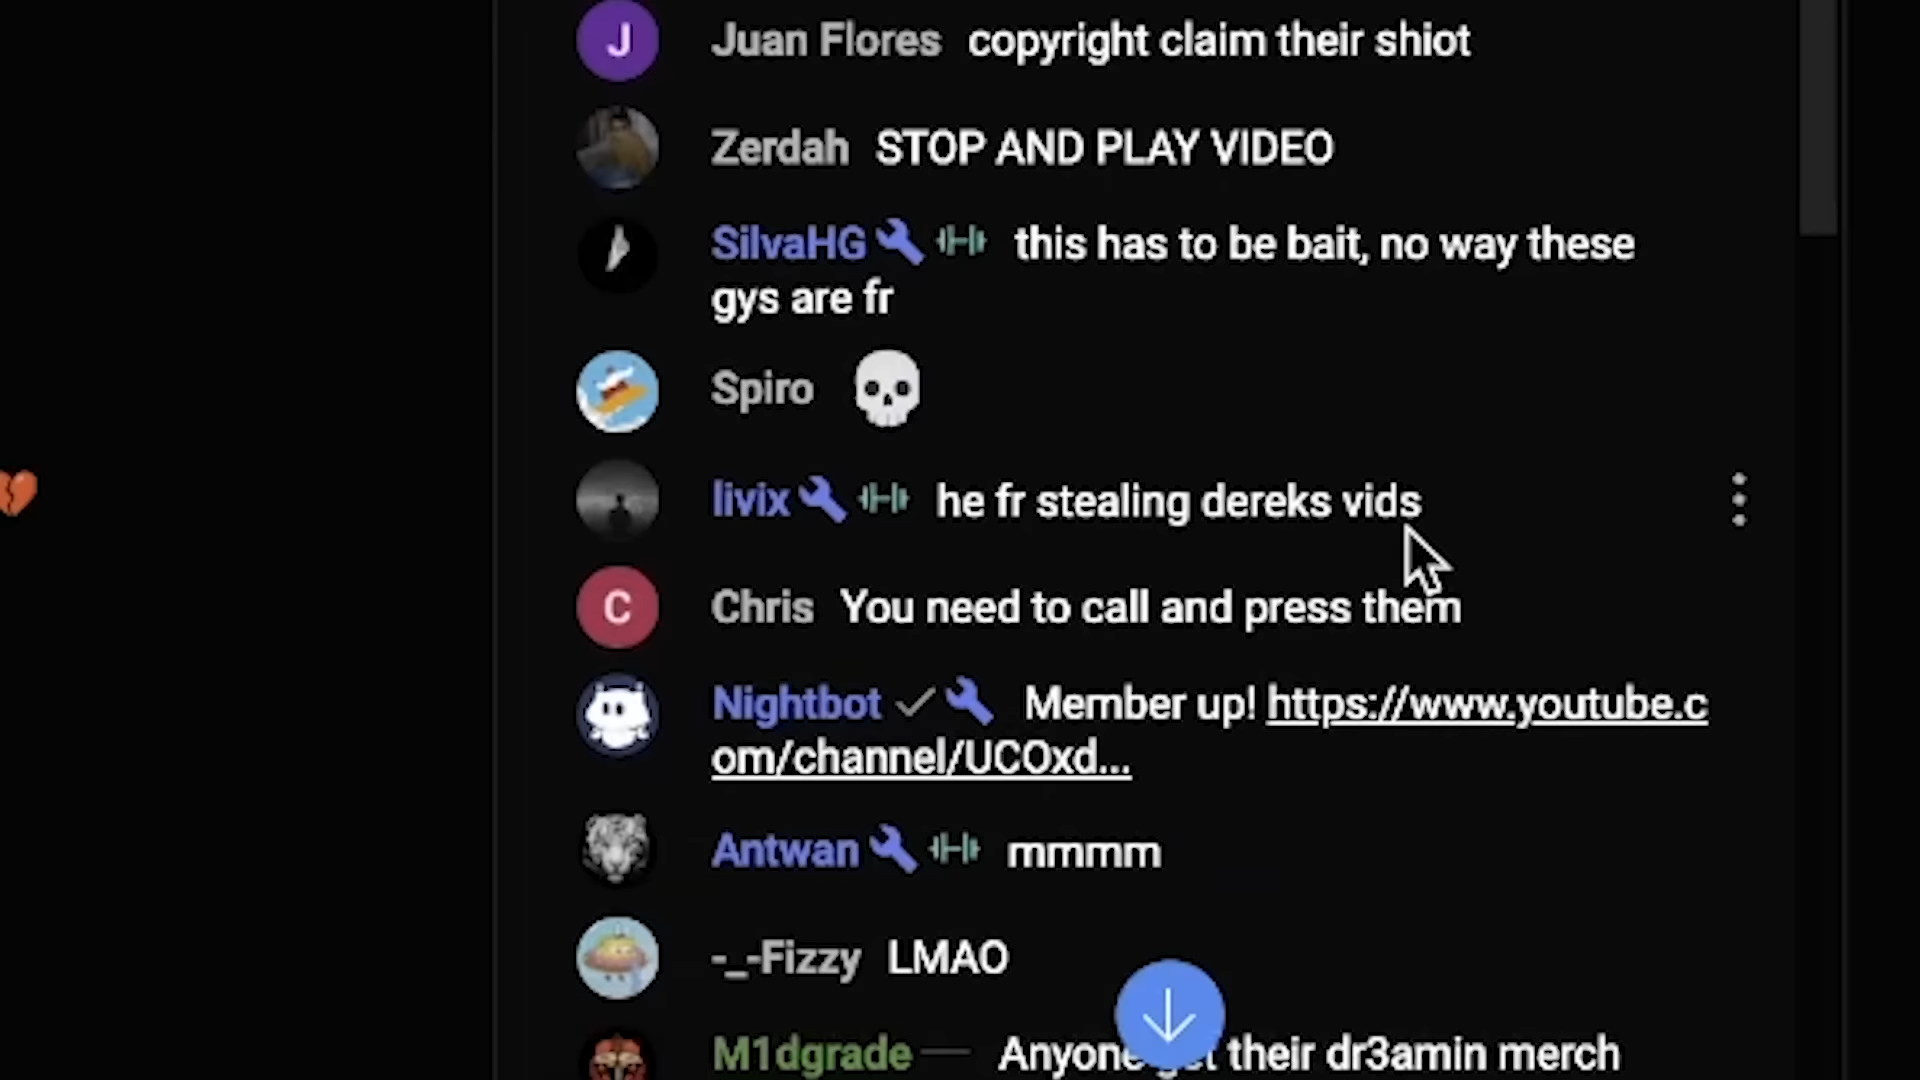 J Juan Flores copyright claim their shiot
Zerdah STOP AND PLAY VIDEO
SilvaHG this has to be bait, no way these
gys are fr
Spiro 💀
livix he fr stealing dereks vids
C Chris You need to call and press them
Nightbot Member up! https://www.youtube.c
om/channel/UCOxd...
Antwan mmmm
-_-Fizzy LMAO
M1dgrade Anyone their dr3amin merch